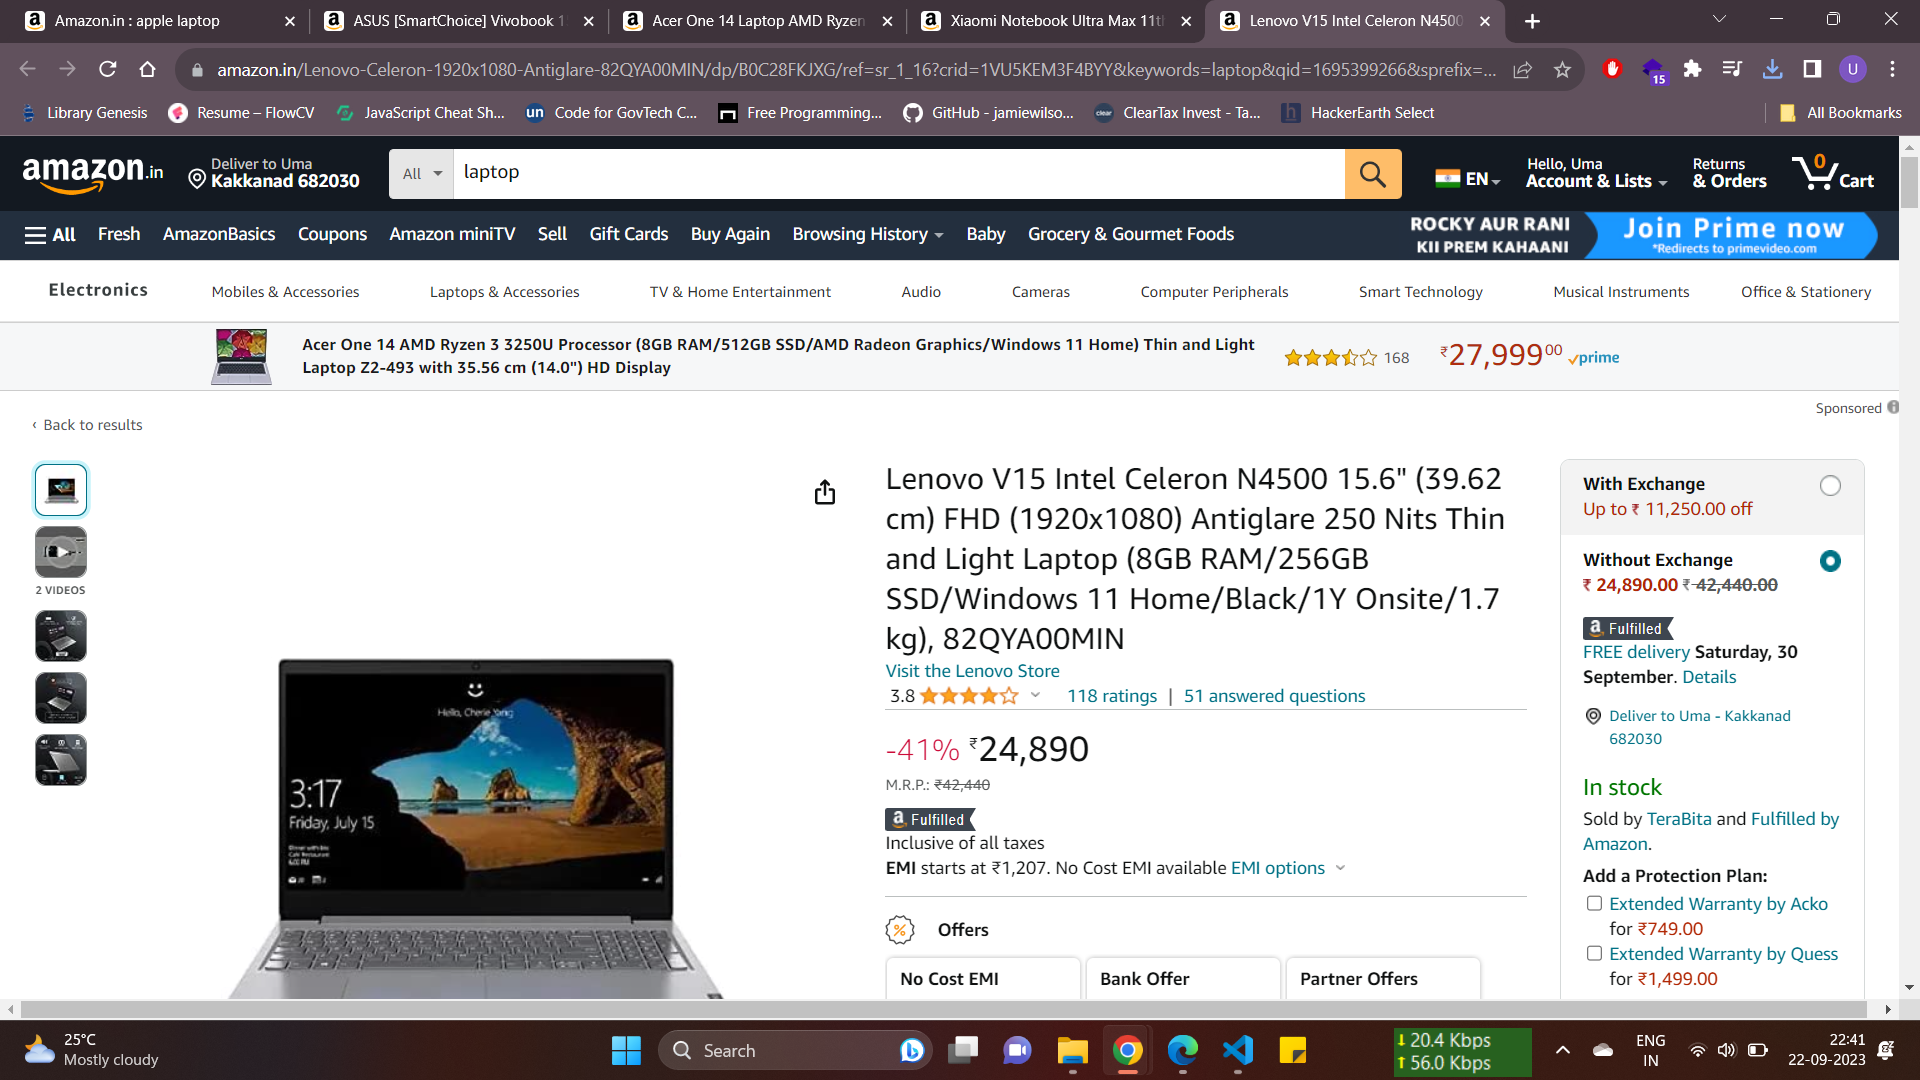 Amazon.in : apple laptop
ASUS [SmartChoice] Vivobook 1
Acer One 14 Laptop AMD Ryzen
Xiaomi Notebook Ultra Max 11th
Lenovo V15 Intel Celeron N4500
amazon.in/Lenovo-Celeron-1920x1080-Antiglare-82QYA00MIN/dp/B0C28FKJXG/ref=sr_1_16?crid=1VU5KEM3F4BYY&keywords=laptop&qid=1695399266&sprefix=...
15
U
Library Genesis
Resume – FlowCV
JavaScript Cheat Sh...
un Code for GovTech C...
Free Programming...
GitHub - jamiewilso...
clear ClearTax Invest - Ta...
h HackerEarth Select
All Bookmarks
amazon.in
Deliver to Uma
Kakkanad 682030
All
laptop
EN
Hello, Uma
Account & Lists
Returns
& Orders
0
Cart
All
Fresh
AmazonBasics
Coupons
Amazon miniTV
Sell
Gift Cards
Buy Again
Browsing History
Baby
Grocery & Gourmet Foods
ROCKY AUR RANI
KII PREM KAHAANI
Join Prime now
*Redirects to primevideo.com
Electronics
Mobiles & Accessories
Laptops & Accessories
TV & Home Entertainment
Audio
Cameras
Computer Peripherals
Smart Technology
Musical Instruments
Office & Stationery
Acer One 14 AMD Ryzen 3 3250U Processor (8GB RAM/512GB SSD/AMD Radeon Graphics/Windows 11 Home) Thin and Light
Laptop Z2-493 with 35.56 cm (14.0") HD Display
168
₹27,99900
prime
Sponsored
‹ Back to results
2 VIDEOS
Hello, Cherie Yang
3:17
Friday, July 15
Lenovo V15 Intel Celeron N4500 15.6" (39.62
cm) FHD (1920x1080) Antiglare 250 Nits Thin
and Light Laptop (8GB RAM/256GB
SSD/Windows 11 Home/Black/1Y Onsite/1.7
kg), 82QYA00MIN
Visit the Lenovo Store
3.8
118 ratings | 51 answered questions
-41% ₹24,890
M.R.P.: ₹42,440
a Fulfilled
Inclusive of all taxes
EMI starts at ₹1,207. No Cost EMI available EMI options
% Offers
No Cost EMI
Bank Offer
Partner Offers
With Exchange
Up to ₹ 11,250.00 off
Without Exchange
₹ 24,890.00 ₹ 42,440.00
a Fulfilled
FREE delivery Saturday, 30
September. Details
Deliver to Uma - Kakkanad
682030
In stock
Sold by TeraBita and Fulfilled by
Amazon.
Add a Protection Plan:
Extended Warranty by Acko
for ₹749.00
Extended Warranty by Quess
for ₹1,499.00
25°C
Mostly cloudy
Search
20.4 Kbps
56.0 Kbps
ENG
IN
22:41
22-09-2023